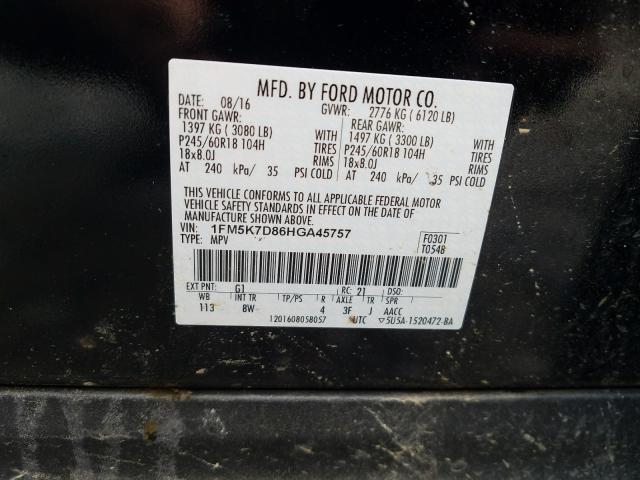 MFD. BY FORD MOTOR CO.
DATE: 08/16 GVWR: 2776 KG ( 6120 LB)
FRONT GAWR: REAR GAWR:
1397 KG ( 3080 LB) WITH 1497 KG ( 3300 LB) WITH
P245/60R18 104H TIRES P245/60R18 104H TIRES
18x8.0J RIMS 18x8.0J RIMS
AT 240 kPa/ 35 PSI COLD AT 240 kPa/ 35 PSI COLD
THIS VEHICLE CONFORMS TO ALL APPLICABLE FEDERAL MOTOR
VEHICLE SAFETY STANDARDS IN EFFECT ON THE DATE OF
MANUFACTURE SHOWN ABOVE.
VIN: 1FM5K7D86HGA45757 F0301
TYPE: MPV T054B
EXT PNT: G1 RC: 21 DSO:
WB INT TR TP/PS R AXLE TR SPR
113 8W 4 3F J AACC
1201608058057 UTC ▽5U5A-1520472-BA